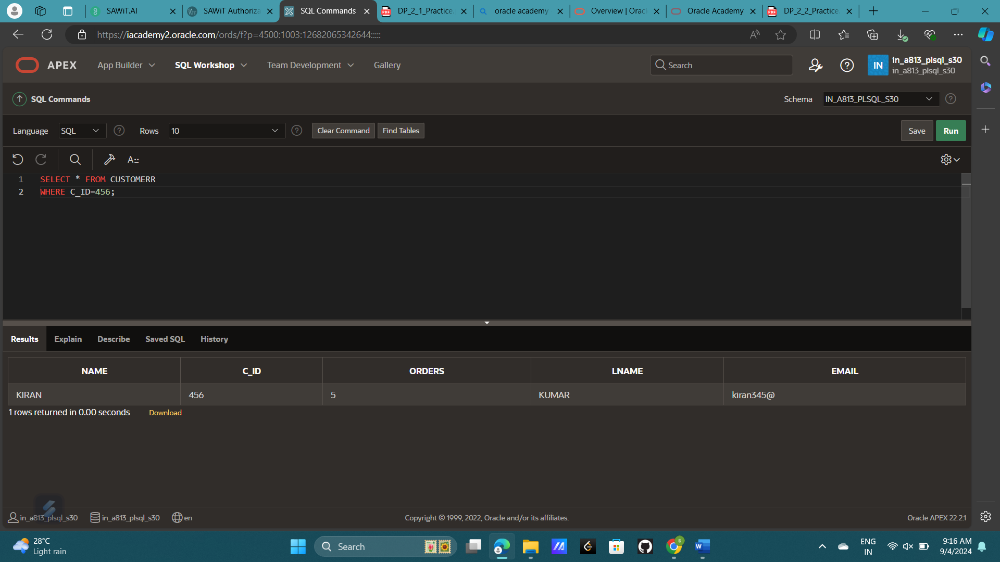 SAWiT.AI
SAWiT Authoriza
SQL Commands
DP_2_1_Practice.
oracle academy
Overview | Oracl
Oracle Academy
DP_2_2_Practice.
https://iacademy2.oracle.com/ords/f?p=4500:1003:12682065342644:::::
APEX
App Builder
SQL Workshop
Team Development
Gallery
Search
IN
in_a813_plsql_s30
in_a813_plsql_s30
SQL Commands
Schema
IN_A813_PLSQL_S30
Language
SQL
Rows
10
Clear Command
Find Tables
Save
Run
1 SELECT * FROM CUSTOMERR
2 WHERE C_ID=456;
Results
Explain
Describe
Saved SQL
History
NAME C_ID ORDERS LNAME EMAIL
KIRAN 456 5 KUMAR kiran345@
1 rows returned in 0.00 seconds
Download
in_a813_plsql_s30
in_a813_plsql_s30
en
Copyright © 1999, 2022, Oracle and/or its affiliates.
Oracle APEX 22.2.1
28°C
Light rain
Search
ENG
IN
9:16 AM
9/4/2024